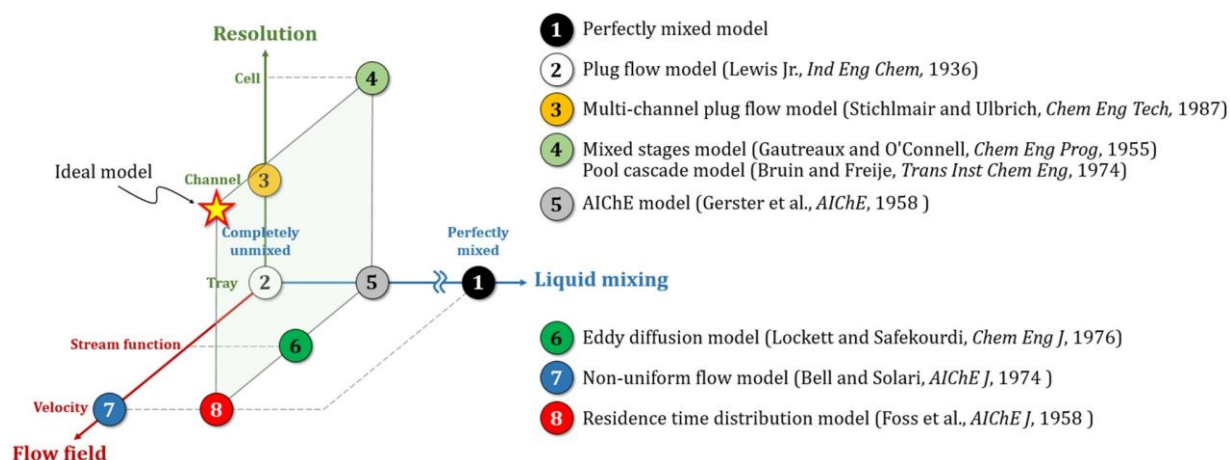 Resolution
Cell
4
Ideal model
Channel
3
Completely
unmixed
Perfectly
mixed
Tray
2
5
1
Liquid mixing
Stream function
6
Velocity
7
8
Flow field
1 Perfectly mixed model
2 Plug flow model (Lewis Jr., Ind Eng Chem, 1936)
3 Multi-channel plug flow model (Stichlmair and Ulbrich, Chem Eng Tech, 1987)
4 Mixed stages model (Gautreaux and O'Connell, Chem Eng Prog, 1955)
Pool cascade model (Bruin and Freije, Trans Inst Chem Eng, 1974)
5 AIChE model (Gerster et al., AIChE, 1958 )
6 Eddy diffusion model (Lockett and Safekourdi, Chem Eng J, 1976)
7 Non-uniform flow model (Bell and Solari, AIChE J, 1974 )
8 Residence time distribution model (Foss et al., AIChE J, 1958 )